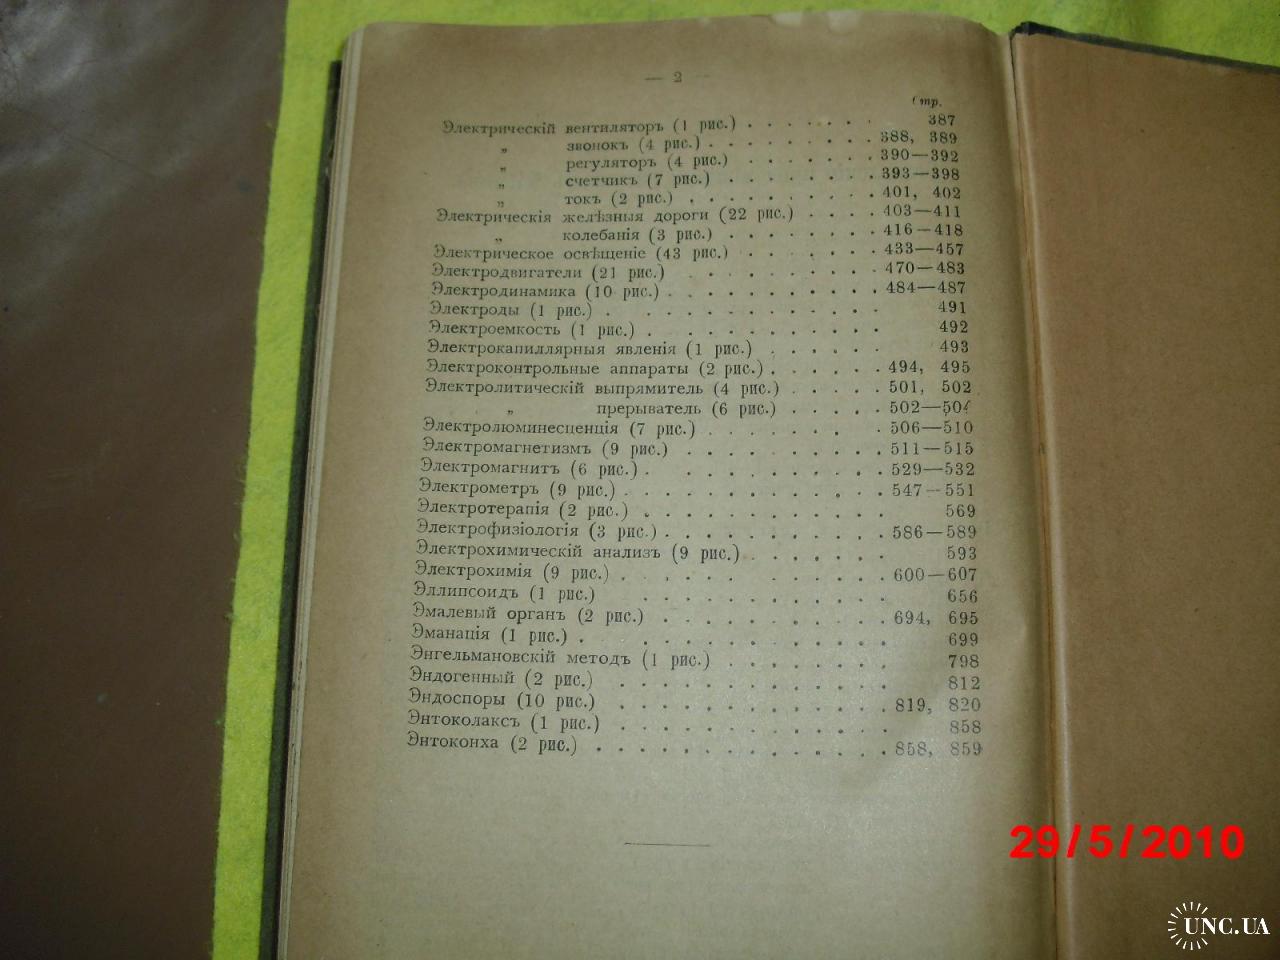 — 2 —
Стр.
Электрическій вентиляторъ (1 рис.) . . . . . . . 387
„ звонокъ (4 рис.) . . . . . . . . . 388, 389
„ регуляторъ (4 рис.) . . . . . . . . 390—392
„ счетчикъ (7 рис.) . . . . . . . . . 393—398
„ токъ (2 рис.) . . . . . . . . . . 401, 402
Электрическія желѣзныя дороги (22 рис.) . . . . 403—411
„ колебанія (3 рис.) . . . . . . . . 416—418
Электрическое освѣщеніе (43 рис.) . . . . . . . 433—457
Электродвигатели (21 рис.) . . . . . . . . . . 470—483
Электродинамика (10 рис.) . . . . . . . . . . . 484—487
Электроды (1 рис.) . . . . . . . . . . . . 491
Электроемкость (1 рис.) . . . . . . . . . . 492
Электрокапиллярныя явленія (1 рис.) . . . . . . 493
Электроконтрольные аппараты (2 рис.) . . . . . . 494, 495
Электролитическій выпрямитель (4 рис.) . . . . . 501, 502
„ прерыватель (6 рис.) . . . . . 502—504
Электролюминесценція (7 рис.) . . . . . . . . 506—510
Электромагнетизмъ (9 рис.) . . . . . . . . . . 511—515
Электромагнитъ (6 рис.) . . . . . . . . . . . 529—532
Электрометръ (9 рис.) . . . . . . . . . . . . 547—551
Электротерапія (2 рис.) . . . . . . . . . . . 569
Электрофизіологія (3 рис.) . . . . . . . . . . . 586—589
Электрохимическій анализъ (9 рис.) . . . . . . . 593
Электрохимія (9 рис.) . . . . . . . . . . . . 600—607
Эллипсоидъ (1 рис.) . . . . . . . . . . . . 656
Эмалевый органъ (2 рис.) . . . . . . . . . . . 694, 695
Эманація (1 рис.) . . . . . . . . . . . . 699
Энгельмановскій методъ (1 рис.) . . . . . . . . 798
Эндогенный (2 рис.) . . . . . . . . . . . . 812
Эндоспоры (10 рис.) . . . . . . . . . . . . . 819, 820
Энтоколаксъ (1 рис.) . . . . . . . . . . . . 858
Энтоконха (2 рис.) . . . . . . . . . . . . . . 858, 859
29/5/2010
UNC.UA